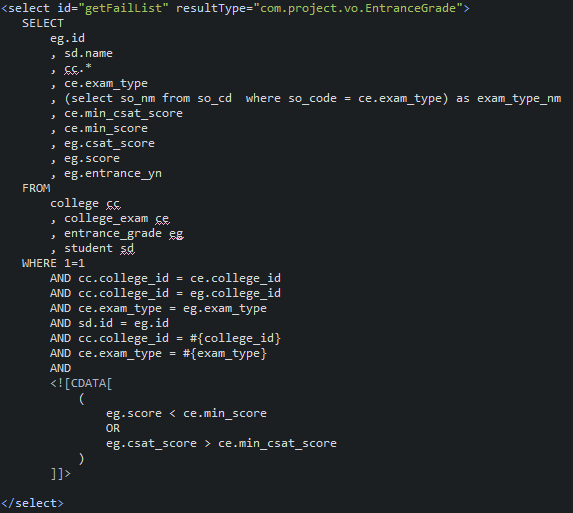 <select id="getFailList" resultType="com.project.vo.EntranceGrade">
SELECT
eg.id
, sd.name
, cc.*
, ce.exam_type
, (select so_nm from so_cd  where so_code = ce.exam_type) as exam_type_nm
, ce.min_csat_score
, ce.min_score
, eg.csat_score
, eg.score
, eg.entrance_yn
FROM
college cc
, college_exam ce
, entrance_grade eg
, student sd
WHERE 1=1
AND cc.college_id = ce.college_id
AND cc.college_id = eg.college_id
AND ce.exam_type = eg.exam_type
AND sd.id = eg.id
AND cc.college_id = #{college_id}
AND ce.exam_type = #{exam_type}
AND
<![CDATA[
(
eg.score < ce.min_score
OR
eg.csat_score > ce.min_csat_score
)
]]>
</select>